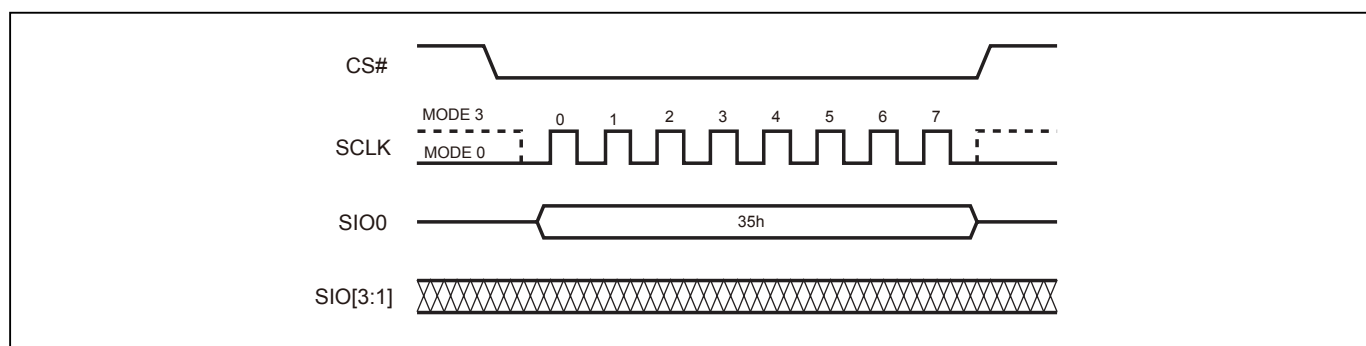 CS#
MODE 3
0 1 2 3 4 5 6 7
SCLK
MODE 0
SIO0
35h
SIO[3:1]